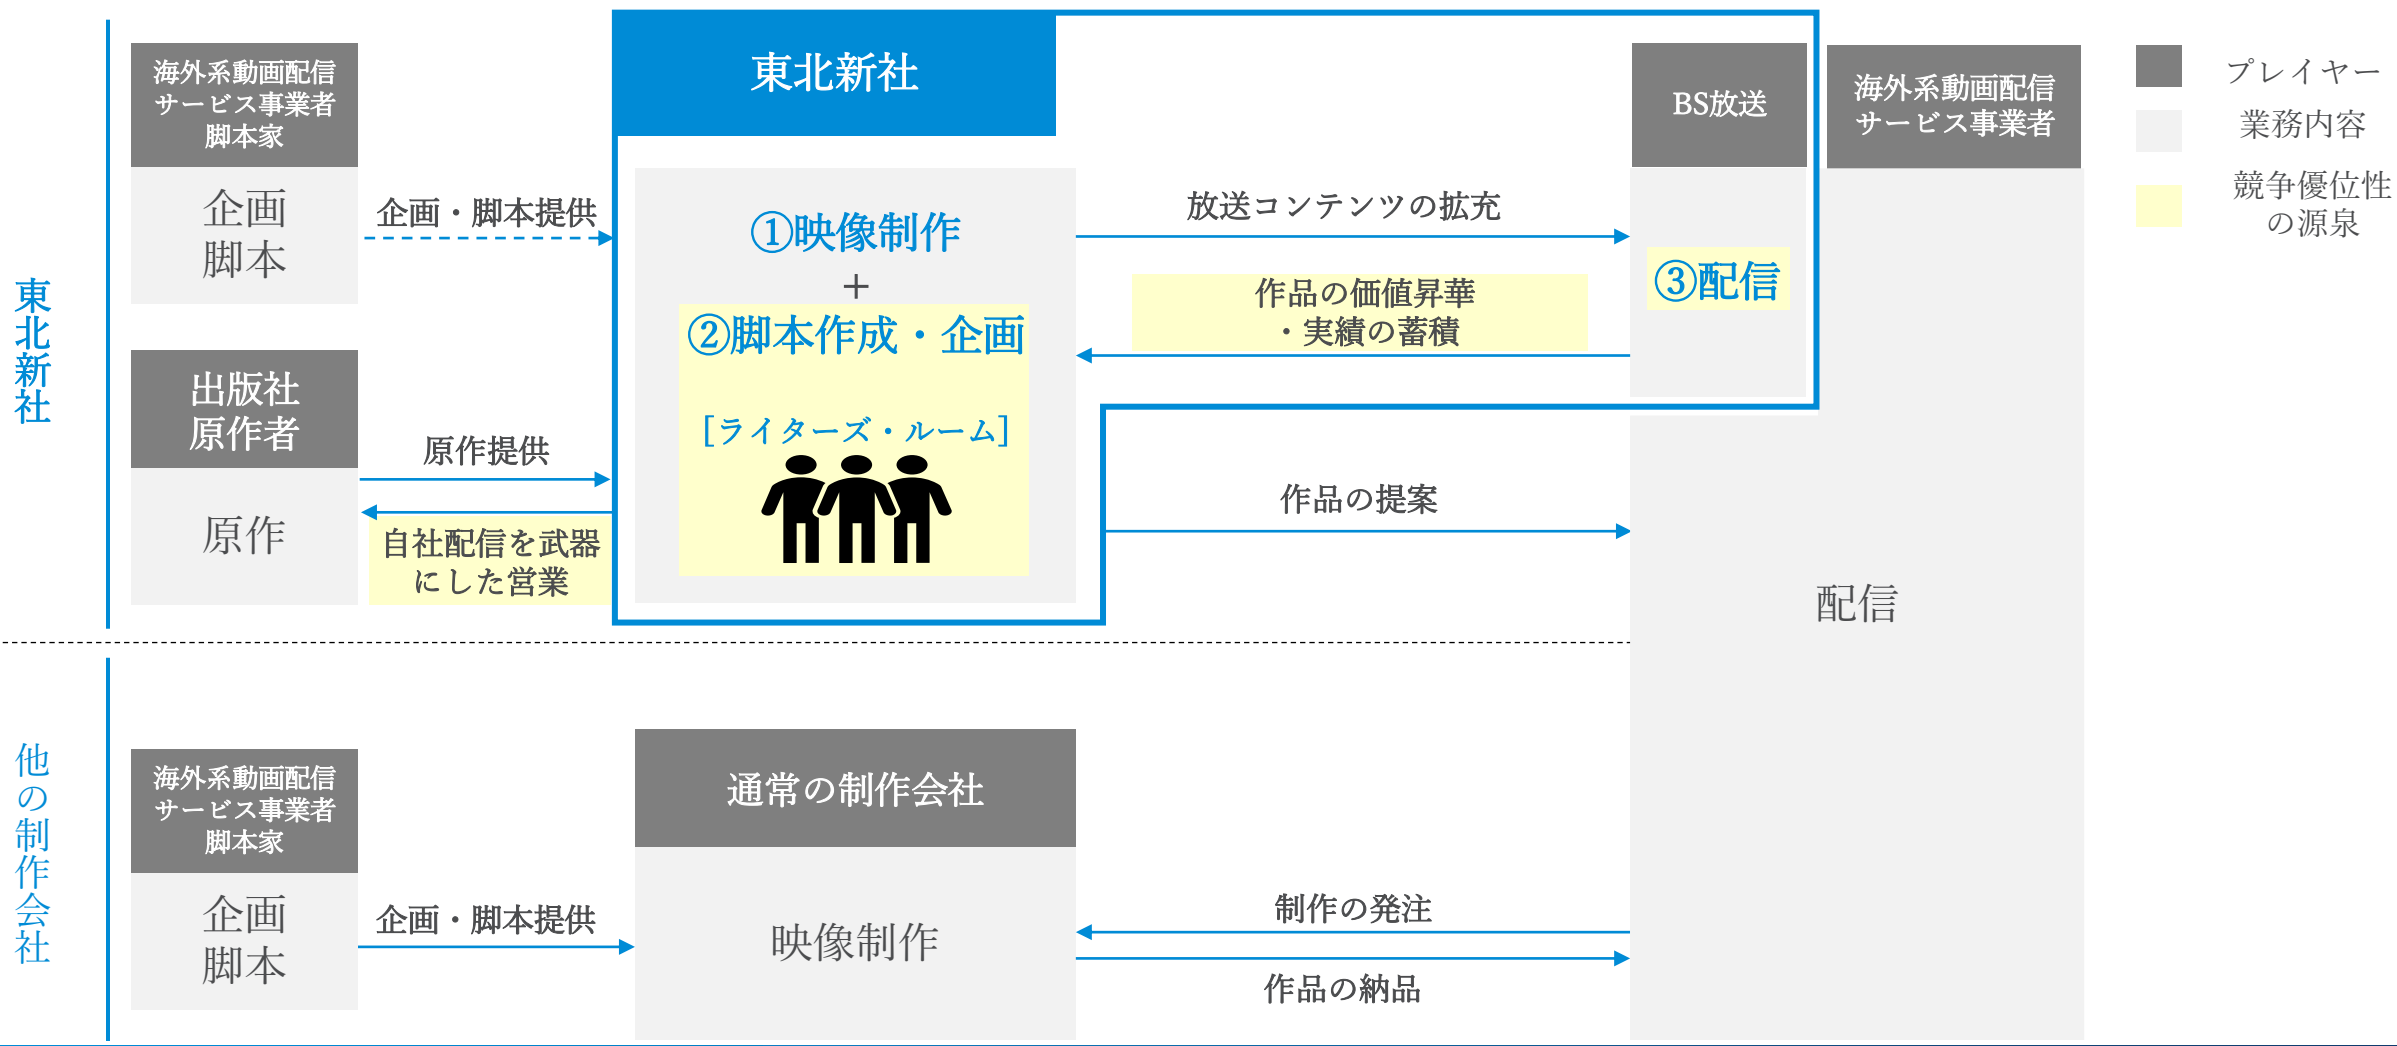 東北新社
海外系動画配信
サービス事業者
脚本家
企画
脚本
企画・脚本提供
出版社
原作者
原作
原作提供
自社配信を武器
にした営業
東北新社
①映像制作
+
②脚本作成・企画
[ライターズ・ルーム]
放送コンテンツの拡充
作品の価値昇華
・実績の蓄積
作品の提案
BS放送
③配信
海外系動画配信
サービス事業者
配信
プレイヤー
業務内容
競争優位性
の源泉
他の制作会社
海外系動画配信
サービス事業者
脚本家
企画
脚本
企画・脚本提供
通常の制作会社
映像制作
制作の発注
作品の納品